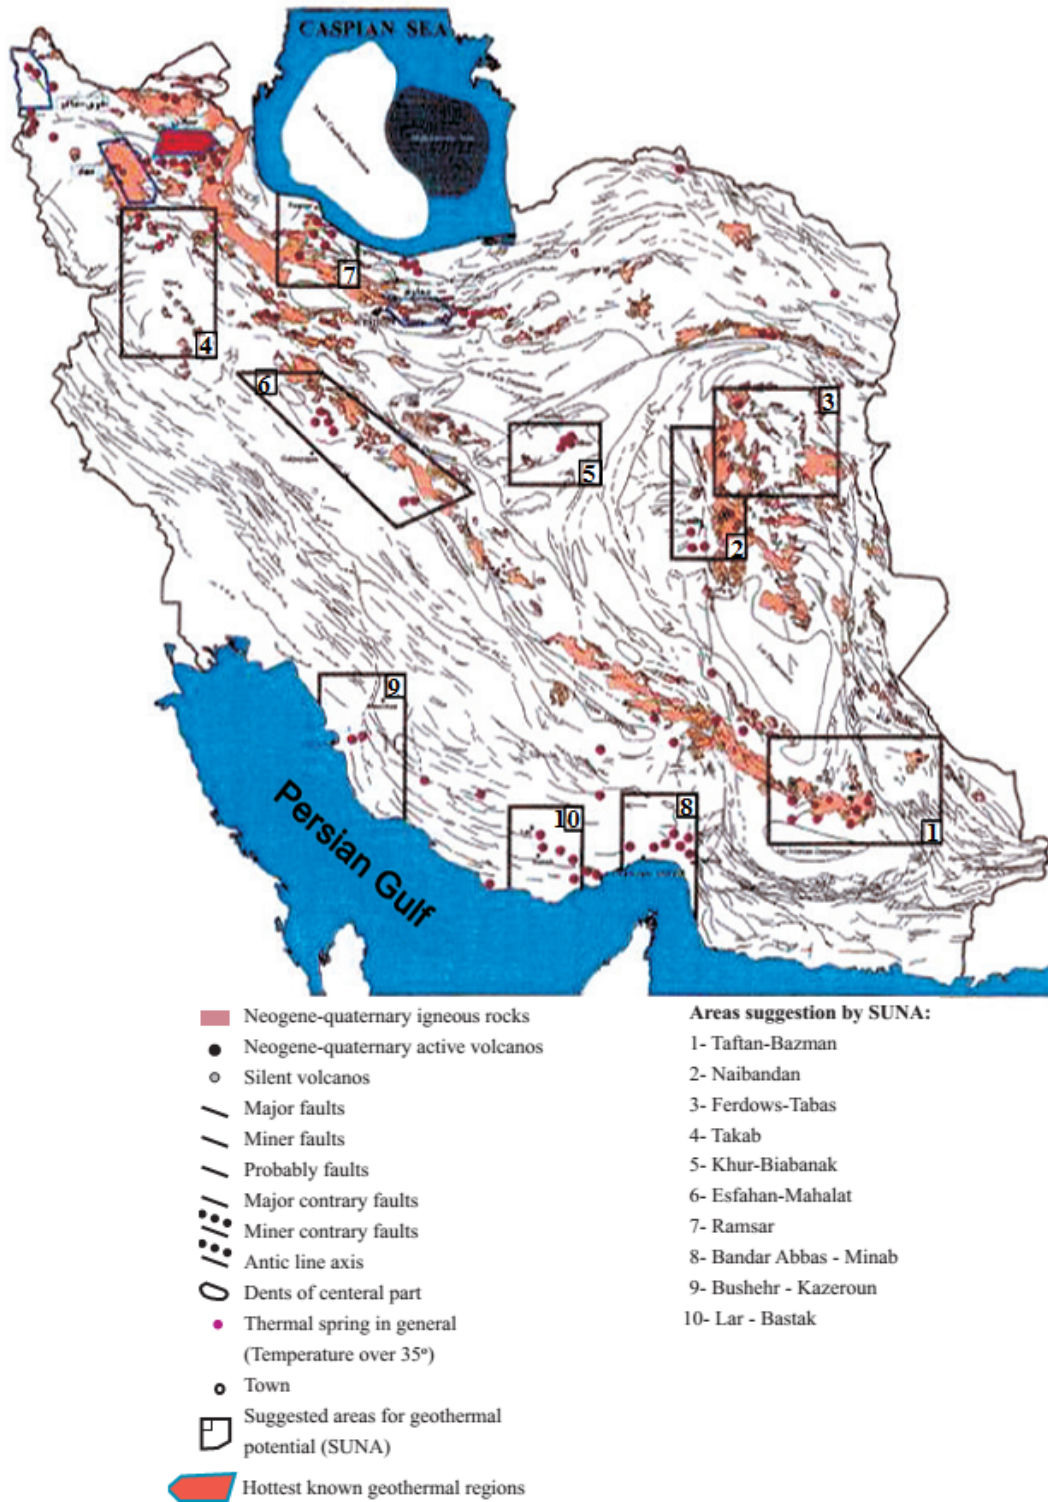 CASPIAN SEA
South Caspian Depression
7
4
6
3
5
2
9
10
8
1
Persian Gulf
Neogene-quaternary igneous rocks
Neogene-quaternary active volcanos
Silent volcanos
Major faults
Miner faults
Probably faults
Major contrary faults
Miner contrary faults
Antic line axis
Dents of centeral part
Thermal spring in general
(Temperature over 35º)
Town
Suggested areas for geothermal
potential (SUNA)
Hottest known geothermal regions
Areas suggestion by SUNA:
1- Taftan-Bazman
2- Naibandan
3- Ferdows-Tabas
4- Takab
5- Khur-Biabanak
6- Esfahan-Mahalat
7- Ramsar
8- Bandar Abbas - Minab
9- Bushehr - Kazeroun
10- Lar - Bastak